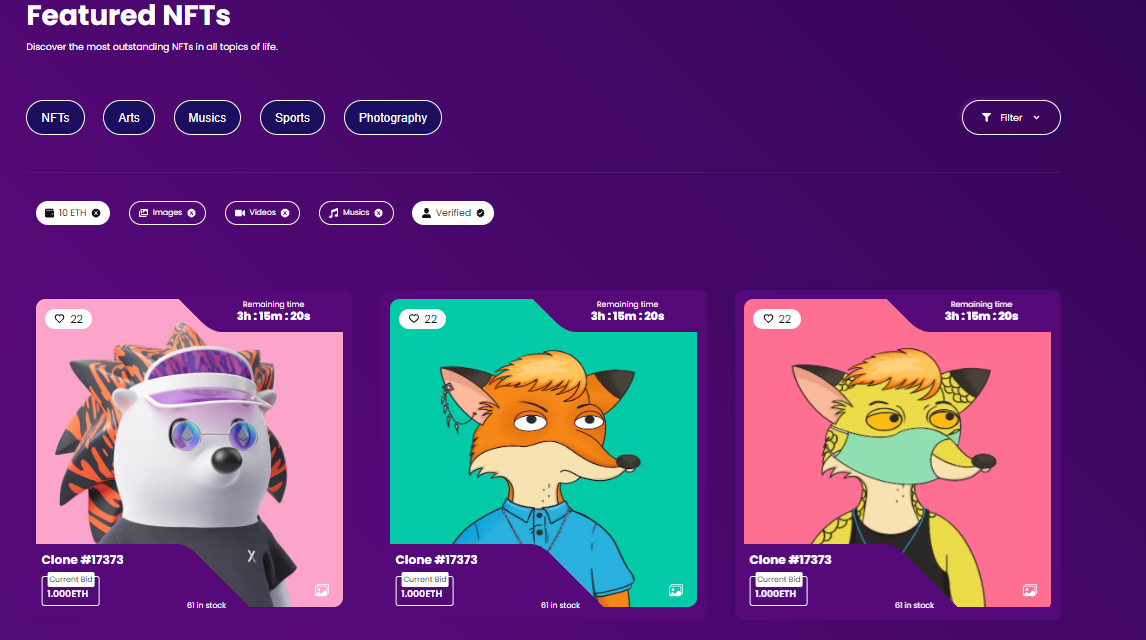 Featured NFTs
Discover the most outstanding NFTs in all topics of life.
NFTs Arts Musics Sports Photography Filter
10 ETH Images Videos Musics Verified
22
Remaining time
3h : 15m : 20s
Clone #17373
Current Bid
1.000ETH
61 in stock
22
Remaining time
3h : 15m : 20s
Clone #17373
Current Bid
1.000ETH
61 in stock
22
Remaining time
3h : 15m : 20s
Clone #17373
Current Bid
1.000ETH
61 in stock